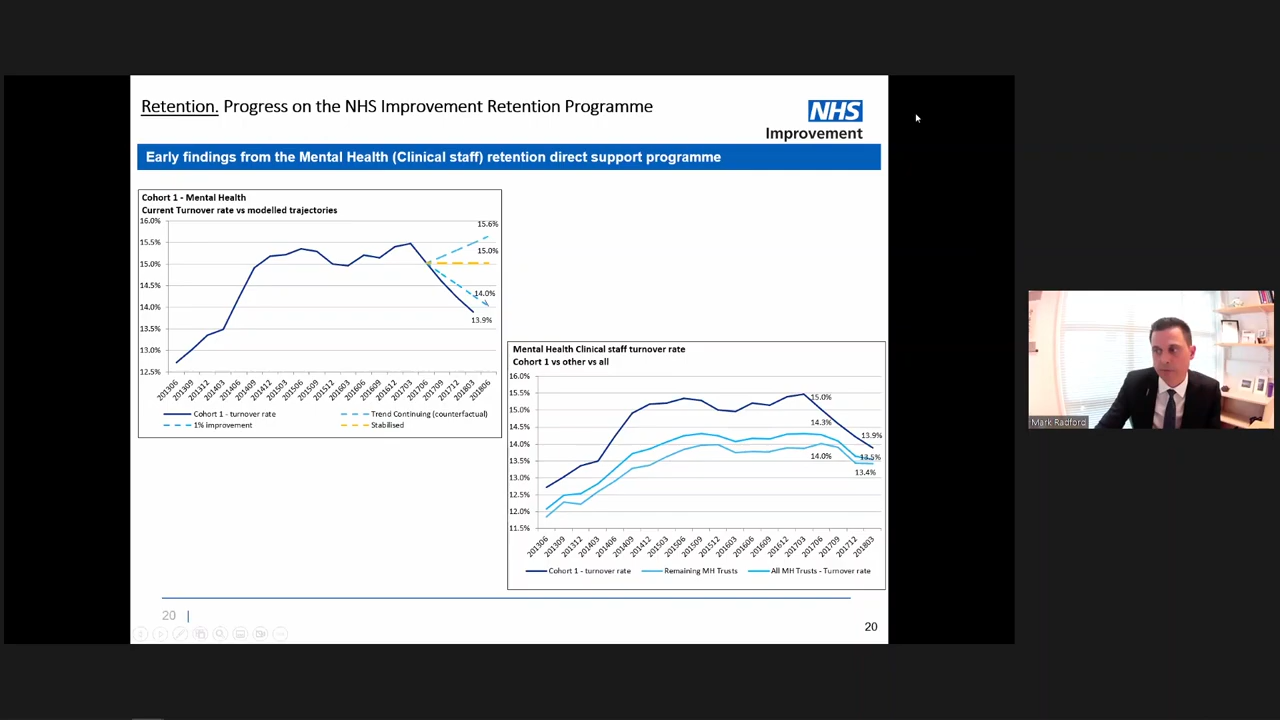 Retention. Progress on the NHS Improvement Retention Programme
NHS
Improvement
Early findings from the Mental Health (Clinical staff) retention direct support programme
Cohort 1 - Mental Health
Current Turnover rate vs modelled trajectories
16.0%
15.5%
15.0%
14.5%
14.0%
13.5%
13.0%
12.5%
15.6%
15.0%
14.0%
13.9%
201306 201309 201312 201403 201406 201409 201412 201503 201506 201509 201512 201603 201606 201609 201612 201703 201706 201709 201712 201803 201806
Cohort 1 - turnover rate
Trend Continuing (counterfactual)
1% improvement
Stabilised
Mental Health Clinical staff turnover rate
Cohort 1 vs other vs all
16.0%
15.5%
15.0%
14.5%
14.0%
13.5%
13.0%
12.5%
12.0%
11.5%
15.0%
14.3%
14.0%
13.9%
13.5%
13.4%
201306 201309 201312 201403 201406 201409 201412 201503 201506 201509 201512 201603 201606 201609 201612 201703 201706 201709 201712 201803
Cohort 1 - turnover rate
Remaining MH Trusts
All MH Trusts - Turnover rate
20 |
20
Mark Radford